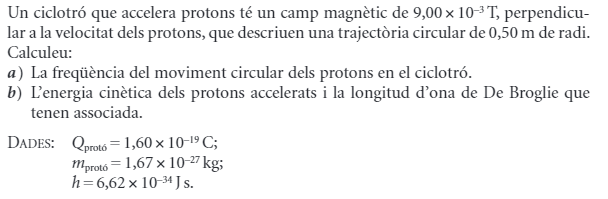 Un ciclotró que accelera protons té un camp magnètic de 9,00 × 10⁻³ T, perpendicu-
lar a la velocitat dels protons, que descriuen una trajectòria circular de 0,50 m de radi.
Calculeu:
a) La freqüència del moviment circular dels protons en el ciclotró.
b) L’energia cinètica dels protons accelerats i la longitud d’ona de De Broglie que
tenen associada.
DADES: Qprotó = 1,60 × 10⁻¹⁹ C;
mprotó = 1,67 × 10⁻²⁷ kg;
h = 6,62 × 10⁻³⁴ J s.